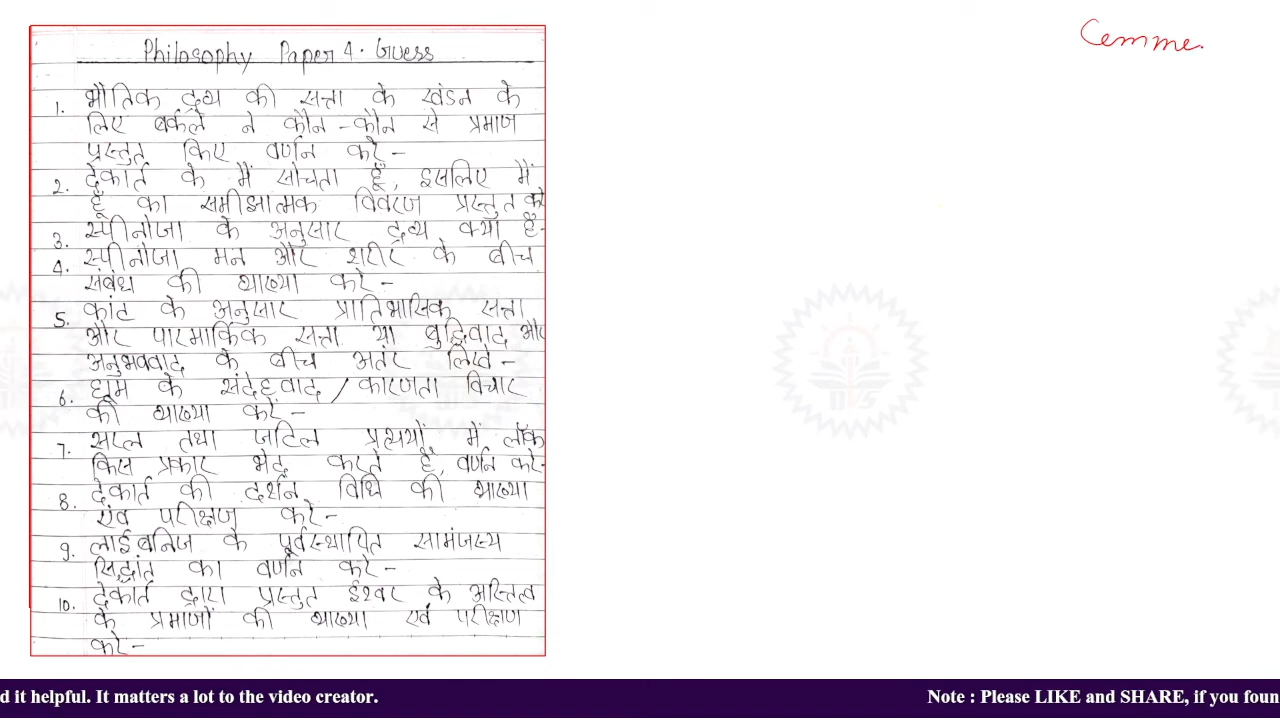 Cemme.
Philosophy Paper 4. Guess
1. भौतिक द्रव्य की सत्ता के खंडन के
लिए बर्कले ने कौन-कौन से प्रमाण
प्रस्तुत किए वर्णन करे-
2. देकार्त के मैं सोचता हूँ, इसलिए मैं
हूँ का समीक्षात्मक विवरण प्रस्तुत करे
3. स्पीनोजा के अनुसार द्रव्य क्या है-
4. स्पीनोजा मन और शरीर के बीच
संबंध की व्याख्या करे-
5. कांट के अनुसार प्रातिभासिक सत्ता
और पारमार्किक सत्ता या बुद्धिवाद और
अनुभववाद के बीच अतंर लिखे-
6. ह्यूम के संदेहवाद / कारणता विचार
की व्याख्या करे-
7. सरल तथा जटिल प्रत्ययों में लॉक
किस प्रकार भेद करते है, वर्णन करे-
8. देकार्त की दर्शन विधि की व्याख्या
एंव परीक्षण करे-
9. लाईबनिज के पूर्वस्थापित सामंजस्य
सिद्धांत का वर्णन करे-
10. देकार्त द्वारा प्रस्तुत ईश्वर के अस्तित्व
के प्रमाणों की व्याख्या एवं परीक्षण
करे-
DVS
d it helpful. It matters a lot to the video creator.
Note : Please LIKE and SHARE, if you foun